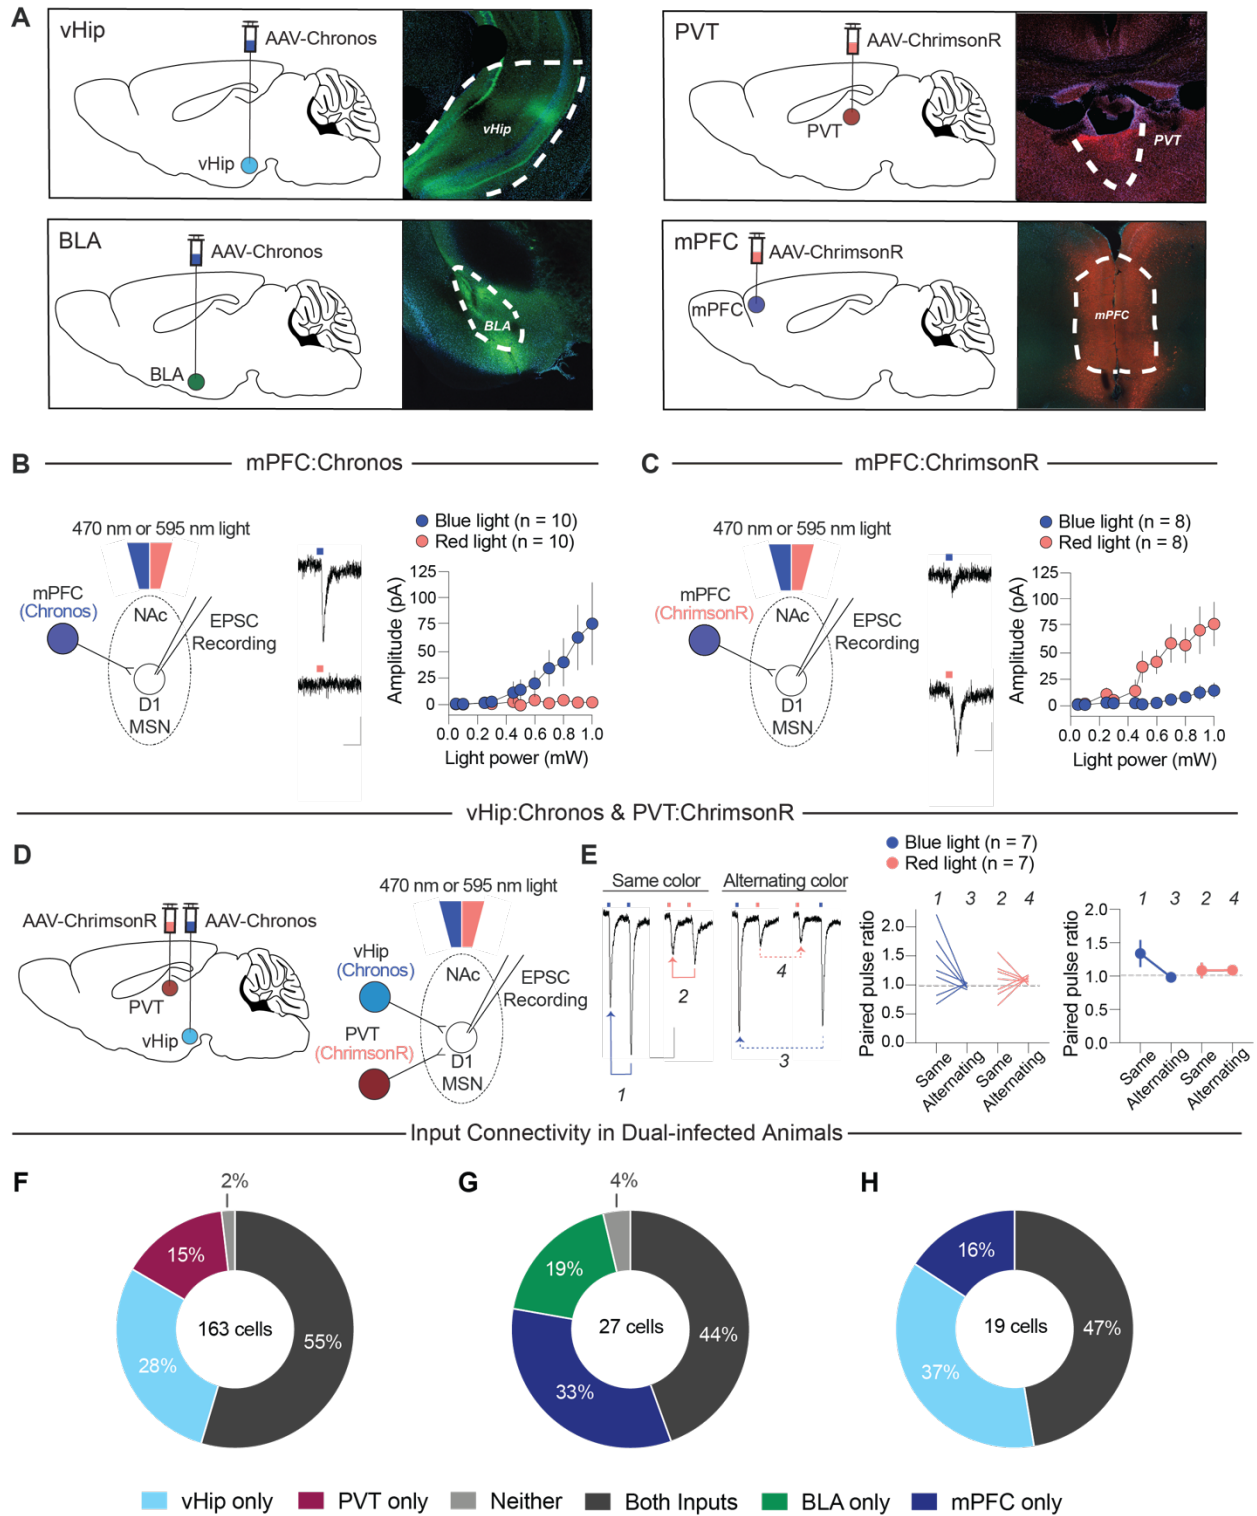 A
vHip
AAV-Chronos
vHip
vHip
PVT
AAV-ChrimsonR
PVT
PVT
BLA
AAV-Chronos
BLA
BLA
mPFC
AAV-ChrimsonR
mPFC
mPFC
B
mPFC:Chronos
470 nm or 595 nm light
mPFC
(Chronos)
NAc
EPSC
Recording
D1
MSN
Blue light (n = 10)
Red light (n = 10)
Amplitude (pA)
125
100
75
50
25
0
0.0 0.2 0.4 0.6 0.8 1.0
Light power (mW)
C
mPFC:ChrimsonR
470 nm or 595 nm light
mPFC
(ChrimsonR)
NAc
EPSC
Recording
D1
MSN
Blue light (n = 8)
Red light (n = 8)
Amplitude (pA)
125
100
75
50
25
0
0.0 0.2 0.4 0.6 0.8 1.0
Light power (mW)
vHip:Chronos & PVT:ChrimsonR
D
AAV-ChrimsonR
AAV-Chronos
PVT
vHip
470 nm or 595 nm light
vHip
(Chronos)
NAc
EPSC
Recording
PVT
(ChrimsonR)
D1
MSN
E
Same color
Alternating color
1
2
3
4
Blue light (n = 7)
Red light (n = 7)
1 3 2 4
Paired pulse ratio
2.0
1.5
1.0
0.5
0.0
Same
Alternating
Same
Alternating
1 3 2 4
Paired pulse ratio
2.0
1.5
1.0
0.5
0.0
Same
Alternating
Same
Alternating
Input Connectivity in Dual-infected Animals
F
2%
15%
28%
55%
163 cells
G
4%
19%
33%
44%
27 cells
H
16%
37%
47%
19 cells
vHip only
PVT only
Neither
Both Inputs
BLA only
mPFC only